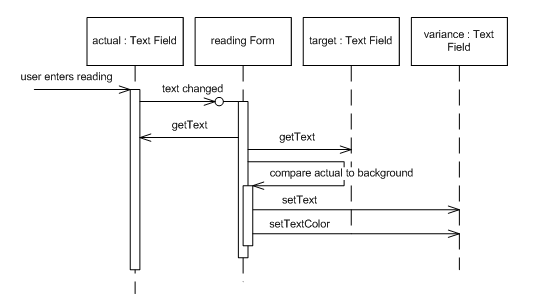 actual : Text Field
reading Form
target : Text Field
variance : Text
Field
user enters reading
text changed
getText
getText
compare actual to background
setText
setTextColor